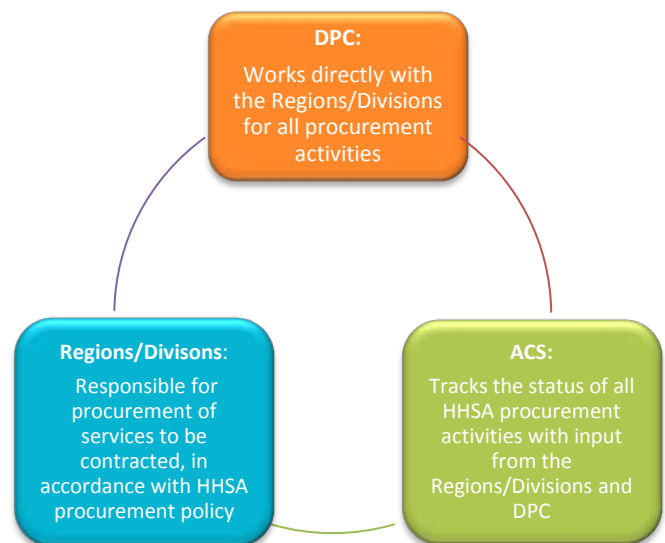 DPC:
Works directly with
the Regions/Divisions
for all procurement
activities
Regions/Divisons:
Responsible for
procurement of
services to be
contracted, in
accordance with HHSA
procurement policy
ACS:
Tracks the status of all
HHSA procurement
activities with input
from the
Regions/Divisions and
DPC